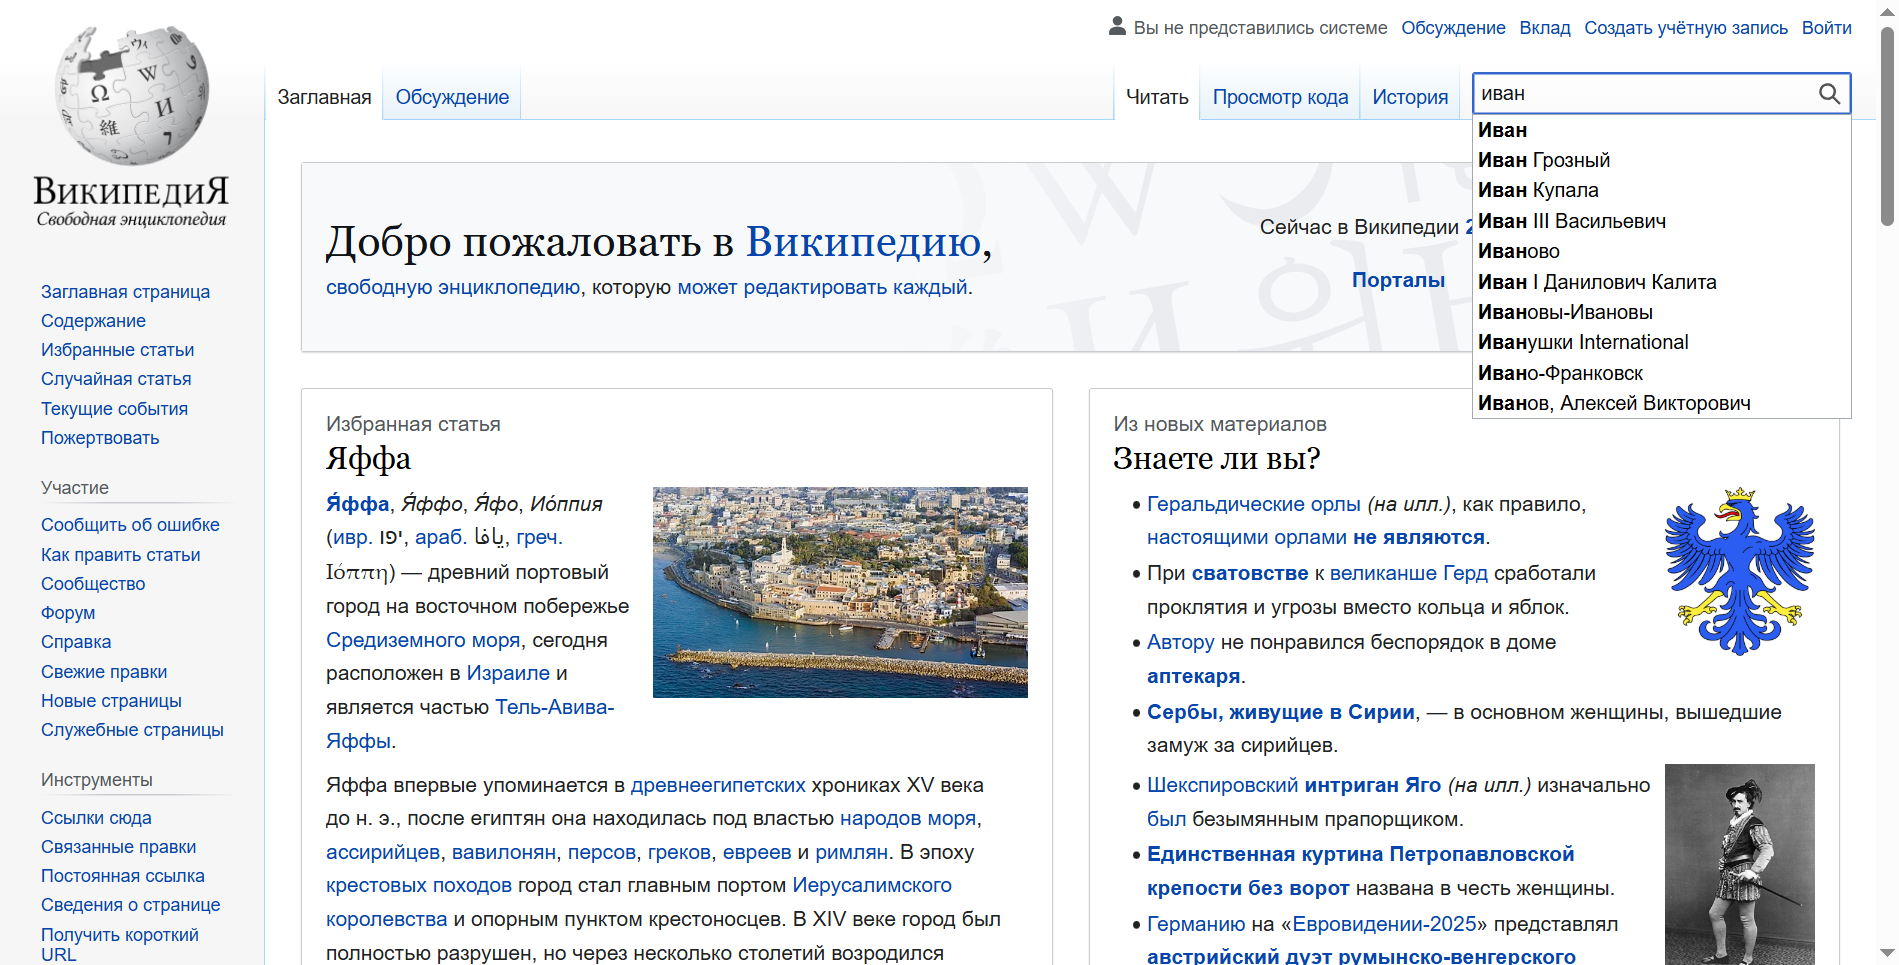 Вы не представились системе Обсуждение Вклад Создать учётную запись Войти
Заглавная Обсуждение Читать Просмотр кода История иван
Иван
Иван Грозный
Иван Купала
Иван III Васильевич
Иваново
Иван I Данилович Калита
Ивановы-Ивановы
Иванушки International
Ивано-Франковск
Иванов, Алексей Викторович
ВИКИПЕДИЯ
Свободная энциклопедия
Заглавная страница
Содержание
Избранные статьи
Случайная статья
Текущие события
Пожертвовать
Участие
Сообщить об ошибке
Как править статьи
Сообщество
Форум
Справка
Свежие правки
Новые страницы
Служебные страницы
Инструменты
Ссылки сюда
Связанные правки
Постоянная ссылка
Сведения о странице
Получить короткий
URL
Добро пожаловать в Википедию,
свободную энциклопедию, которую может редактировать каждый.
Сейчас в Википедии
Порталы
Избранная статья
Яффа
Я́ффа, Я́ффо, Я́фо, Ио́ппия
(ивр. יפו, араб. يافا, греч.
Ιόππη) — древний портовый
город на восточном побережье
Средиземного моря, сегодня
расположен в Израиле и
является частью Тель-Авива-
Яффы.
Яффа впервые упоминается в древнеегипетских хрониках XV века
до н. э., после египтян она находилась под властью народов моря,
ассирийцев, вавилонян, персов, греков, евреев и римлян. В эпоху
крестовых походов город стал главным портом Иерусалимского
королевства и опорным пунктом крестоносцев. В XIV веке город был
полностью разрушен, но через несколько столетий возродился
Из новых материалов
Знаете ли вы?
Геральдические орлы (на илл.), как правило,
настоящими орлами не являются.
При сватовстве к великанше Герд сработали
проклятия и угрозы вместо кольца и яблок.
Автору не понравился беспорядок в доме
аптекаря.
Сербы, живущие в Сирии, — в основном женщины, вышедшие
замуж за сирийцев.
Шекспировский интриган Яго (на илл.) изначально
был безымянным прапорщиком.
Единственная куртина Петропавловской
крепости без ворот названа в честь женщины.
Германию на «Евровидении-2025» представлял
австрийский дуэт румынско-венгерского